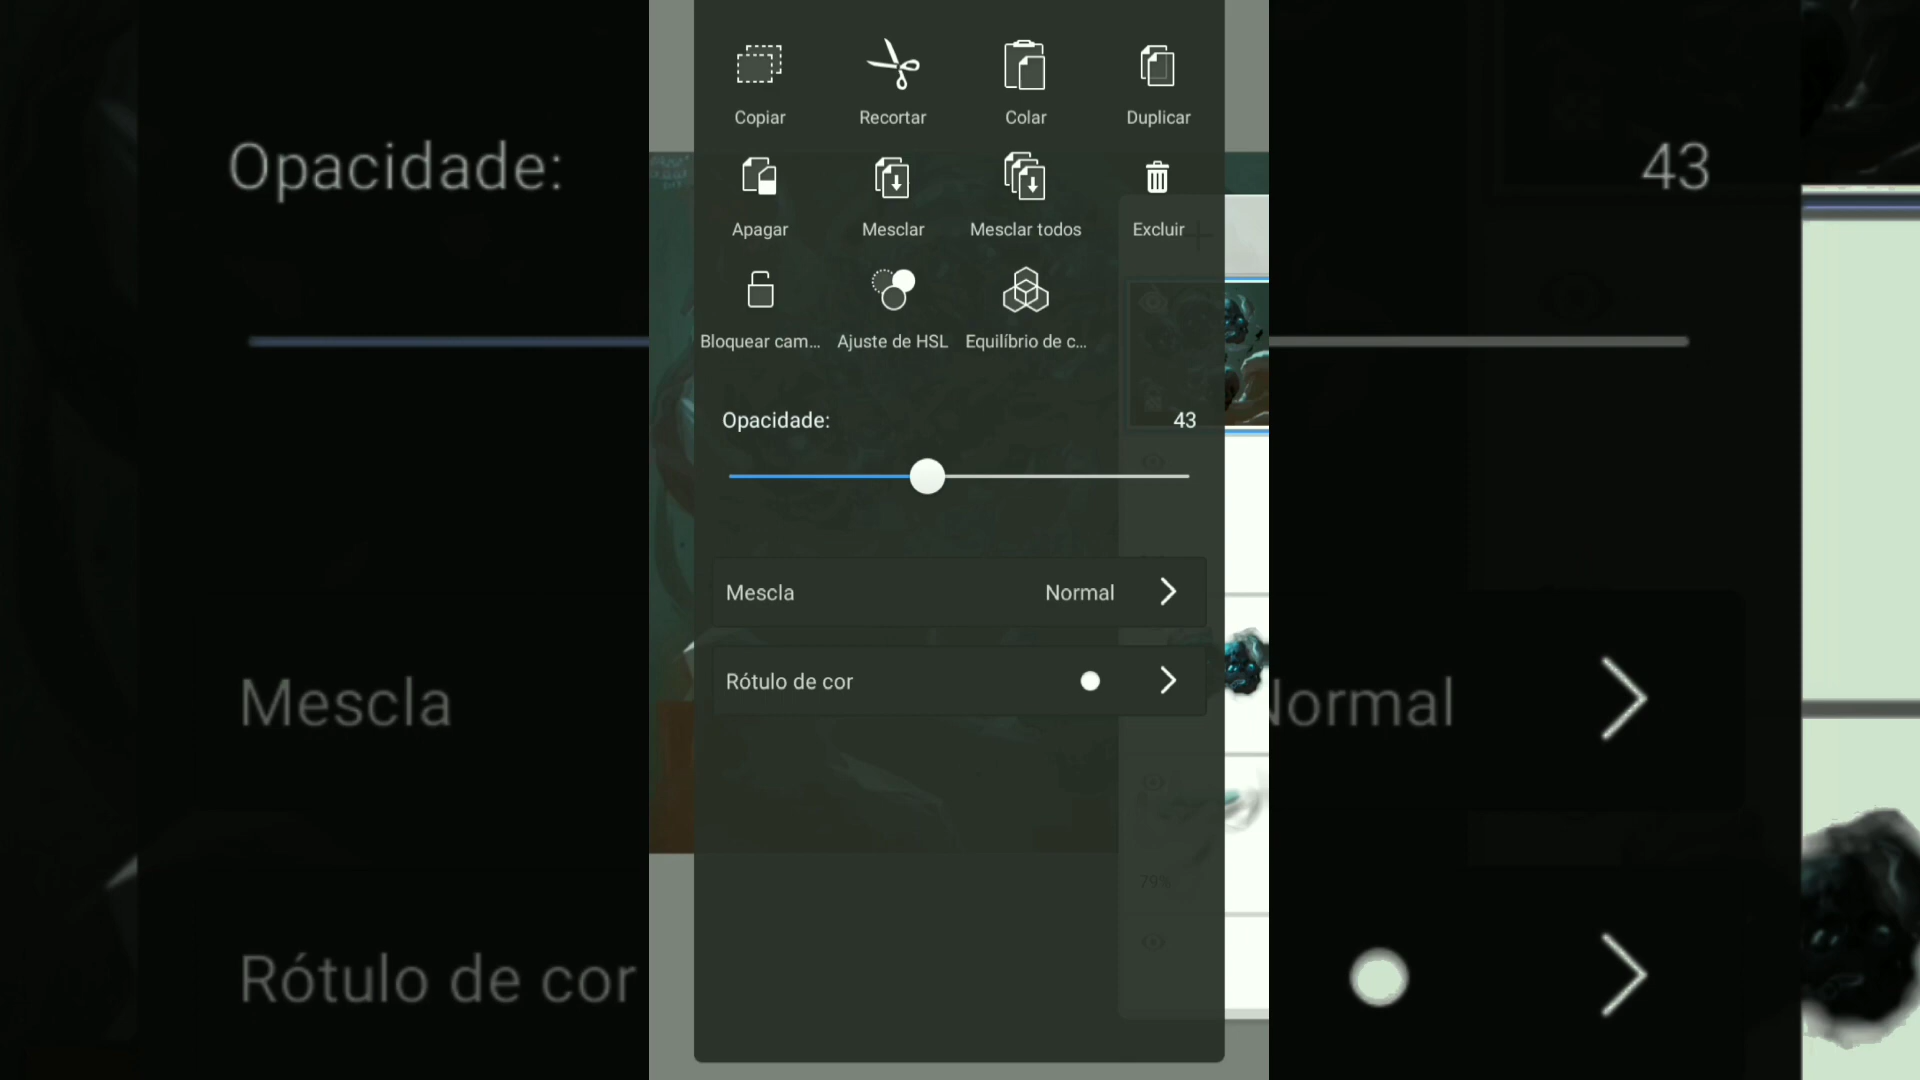 Copiar Recortar Colar Duplicar
Apagar Mesclar Mesclar todos Excluir
Bloquear cam... Ajuste de HSL Equilíbrio de c...
Opacidade: 43
Mescla Normal
Rótulo de cor
79%
Opacidade: 43
Mescla Normal
Rótulo de cor